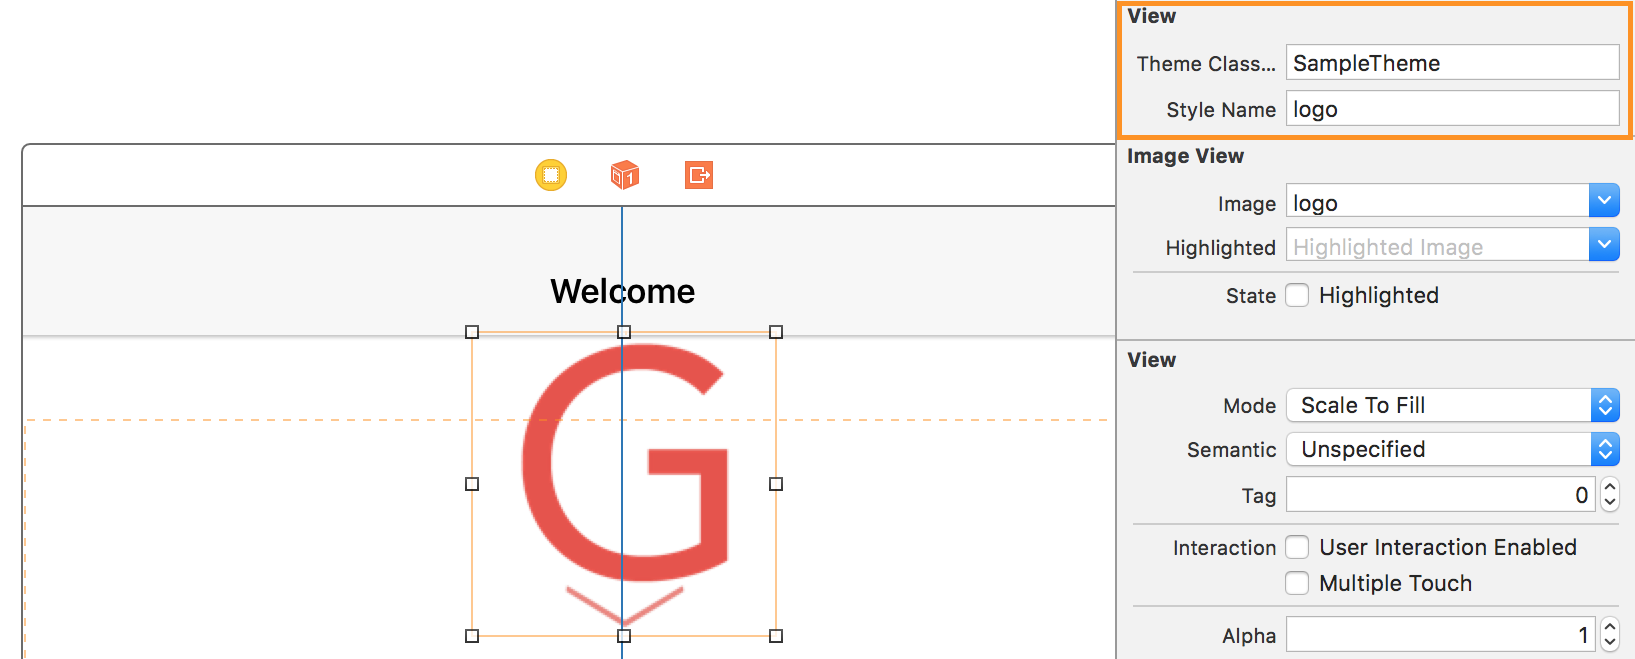 View
Theme Class... SampleTheme
Style Name logo
Image View
Image logo
Highlighted Highlighted Image
State Highlighted
View
Mode Scale To Fill
Semantic Unspecified
Tag 0
Interaction User Interaction Enabled
Multiple Touch
Alpha 1
1
Welcome
G